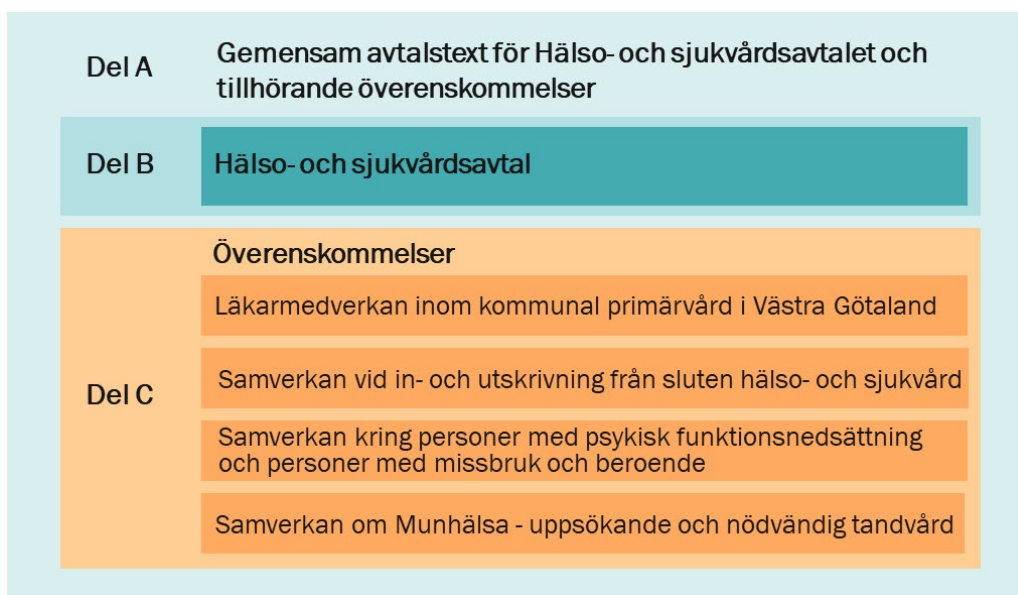 Del A
Gemensam avtalstext för Hälso- och sjukvårdsavtalet och
tillhörande överenskommelser
Del B
Hälso- och sjukvårdsavtal
Del C
Överenskommelser
Läkarmedverkan inom kommunal primärvård i Västra Götaland
Samverkan vid in- och utskrivning från sluten hälso- och sjukvård
Samverkan kring personer med psykisk funktionsnedsättning
och personer med missbruk och beroende
Samverkan om Munhälsa - uppsökande och nödvändig tandvård